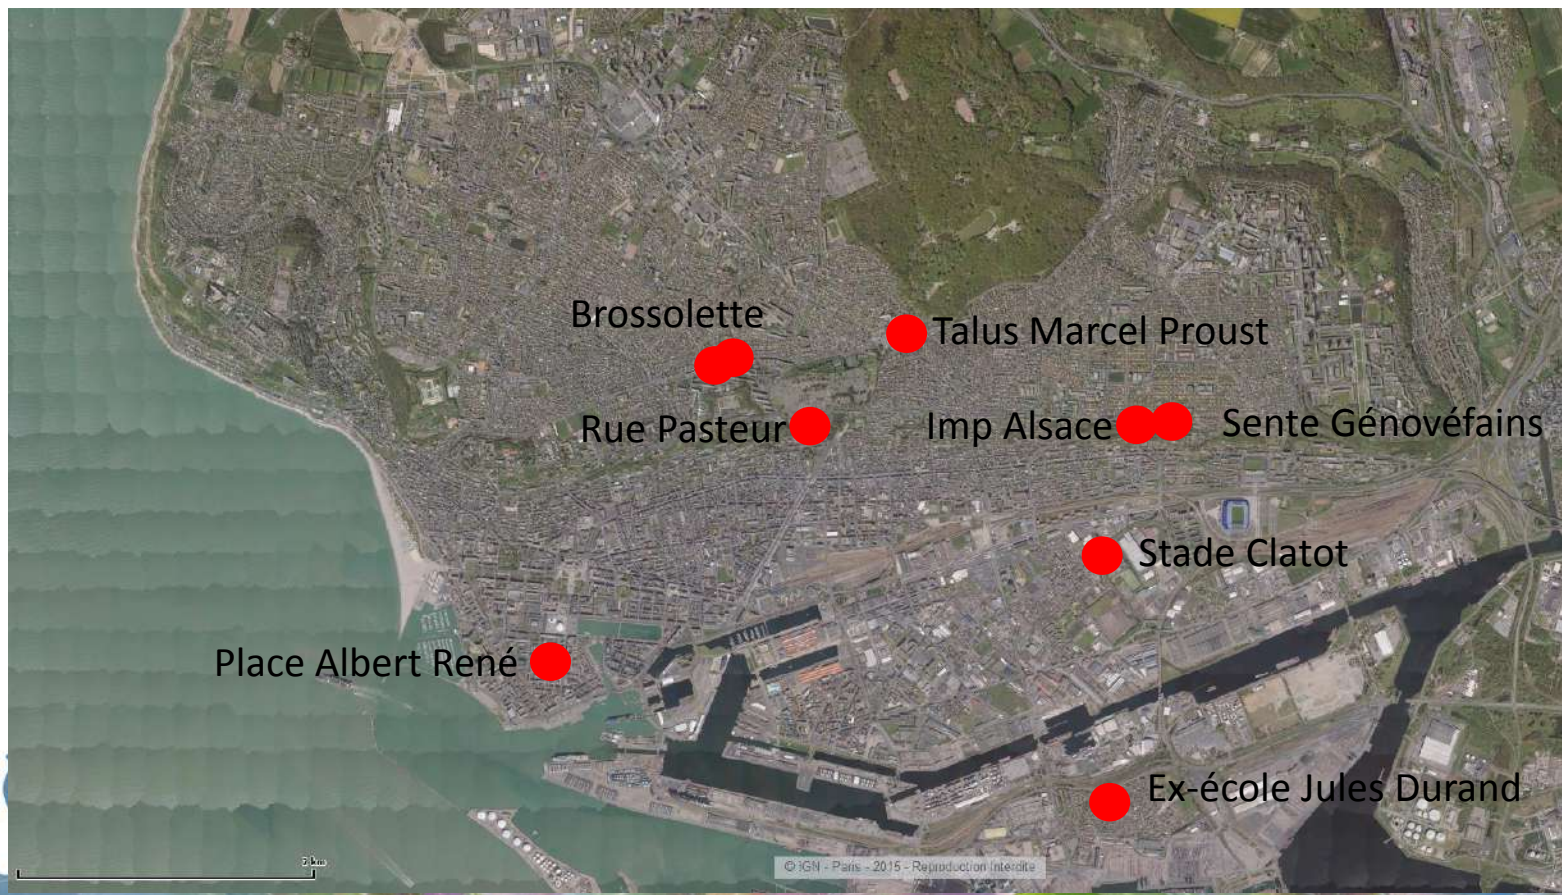 Brossolette
Talus Marcel Proust
Rue Pasteur
Imp Alsace
Sente Génovéfains
Stade Clatot
Place Albert René
Ex-école Jules Durand
© IGN - Paris - 2015 - Reproduction Interdite
km